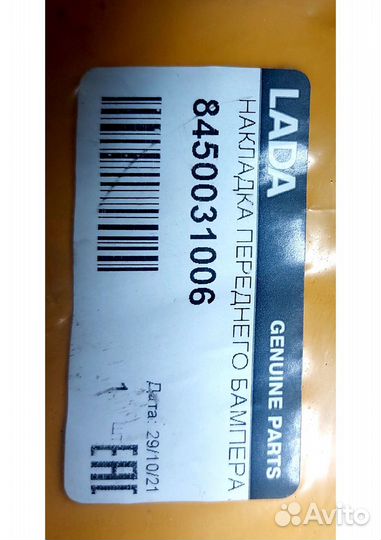 LADA GENUINE PARTS
НАКЛАДКА ПЕРЕДНЕГО БАМПЕРА
8450031006
Дата: 29/10/21
1
EAC
Avito